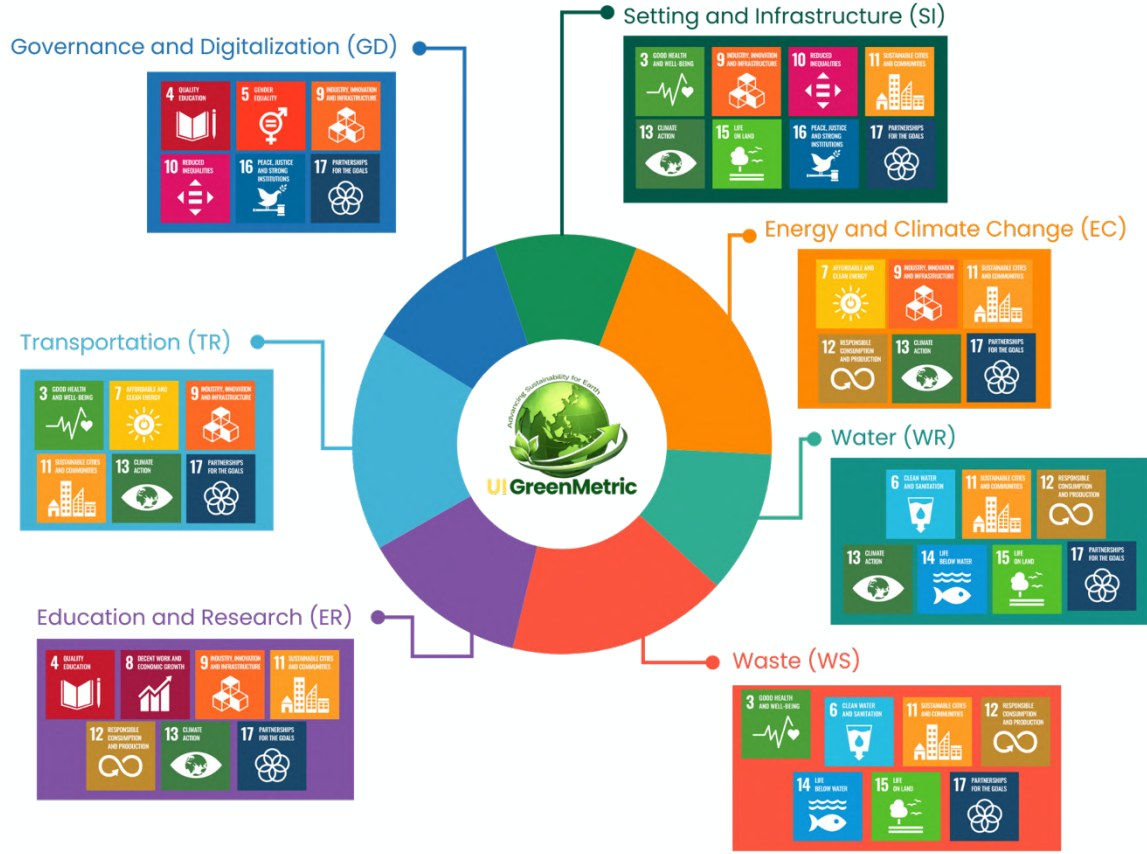 Setting and Infrastructure (SI)
3 GOOD HEALTH
AND WELL-BEING
9 INDUSTRY, INNOVATION
AND INFRASTRUCTURE
10 REDUCED
INEQUALITIES
11 SUSTAINABLE CITIES
AND COMMUNITIES
13 CLIMATE
ACTION
15 LIFE
ON LAND
16 PEACE, JUSTICE
AND STRONG
INSTITUTIONS
17 PARTNERSHIPS
FOR THE GOALS
Governance and Digitalization (GD)
4 QUALITY
EDUCATION
5 GENDER
EQUALITY
9 INDUSTRY, INNOVATION
AND INFRASTRUCTURE
10 REDUCED
INEQUALITIES
16 PEACE, JUSTICE
AND STRONG
INSTITUTIONS
17 PARTNERSHIPS
FOR THE GOALS
Energy and Climate Change (EC)
7 AFFORDABLE AND
CLEAN ENERGY
9 INDUSTRY, INNOVATION
AND INFRASTRUCTURE
11 SUSTAINABLE CITIES
AND COMMUNITIES
12 RESPONSIBLE
CONSUMPTION
AND PRODUCTION
13 CLIMATE
ACTION
17 PARTNERSHIPS
FOR THE GOALS
Transportation (TR)
3 GOOD HEALTH
AND WELL-BEING
7 AFFORDABLE AND
CLEAN ENERGY
9 INDUSTRY, INNOVATION
AND INFRASTRUCTURE
11 SUSTAINABLE CITIES
AND COMMUNITIES
13 CLIMATE
ACTION
17 PARTNERSHIPS
FOR THE GOALS
Advancing Sustainability for Earth
UI GreenMetric
Water (WR)
6 CLEAN WATER
AND SANITATION
11 SUSTAINABLE CITIES
AND COMMUNITIES
12 RESPONSIBLE
CONSUMPTION
AND PRODUCTION
13 CLIMATE
ACTION
14 LIFE
BELOW WATER
15 LIFE
ON LAND
17 PARTNERSHIPS
FOR THE GOALS
Education and Research (ER)
4 QUALITY
EDUCATION
8 DECENT WORK AND
ECONOMIC GROWTH
9 INDUSTRY, INNOVATION
AND INFRASTRUCTURE
11 SUSTAINABLE CITIES
AND COMMUNITIES
12 RESPONSIBLE
CONSUMPTION
AND PRODUCTION
13 CLIMATE
ACTION
17 PARTNERSHIPS
FOR THE GOALS
Waste (WS)
3 GOOD HEALTH
AND WELL-BEING
6 CLEAN WATER
AND SANITATION
11 SUSTAINABLE CITIES
AND COMMUNITIES
12 RESPONSIBLE
CONSUMPTION
AND PRODUCTION
14 LIFE
BELOW WATER
15 LIFE
ON LAND
17 PARTNERSHIPS
FOR THE GOALS